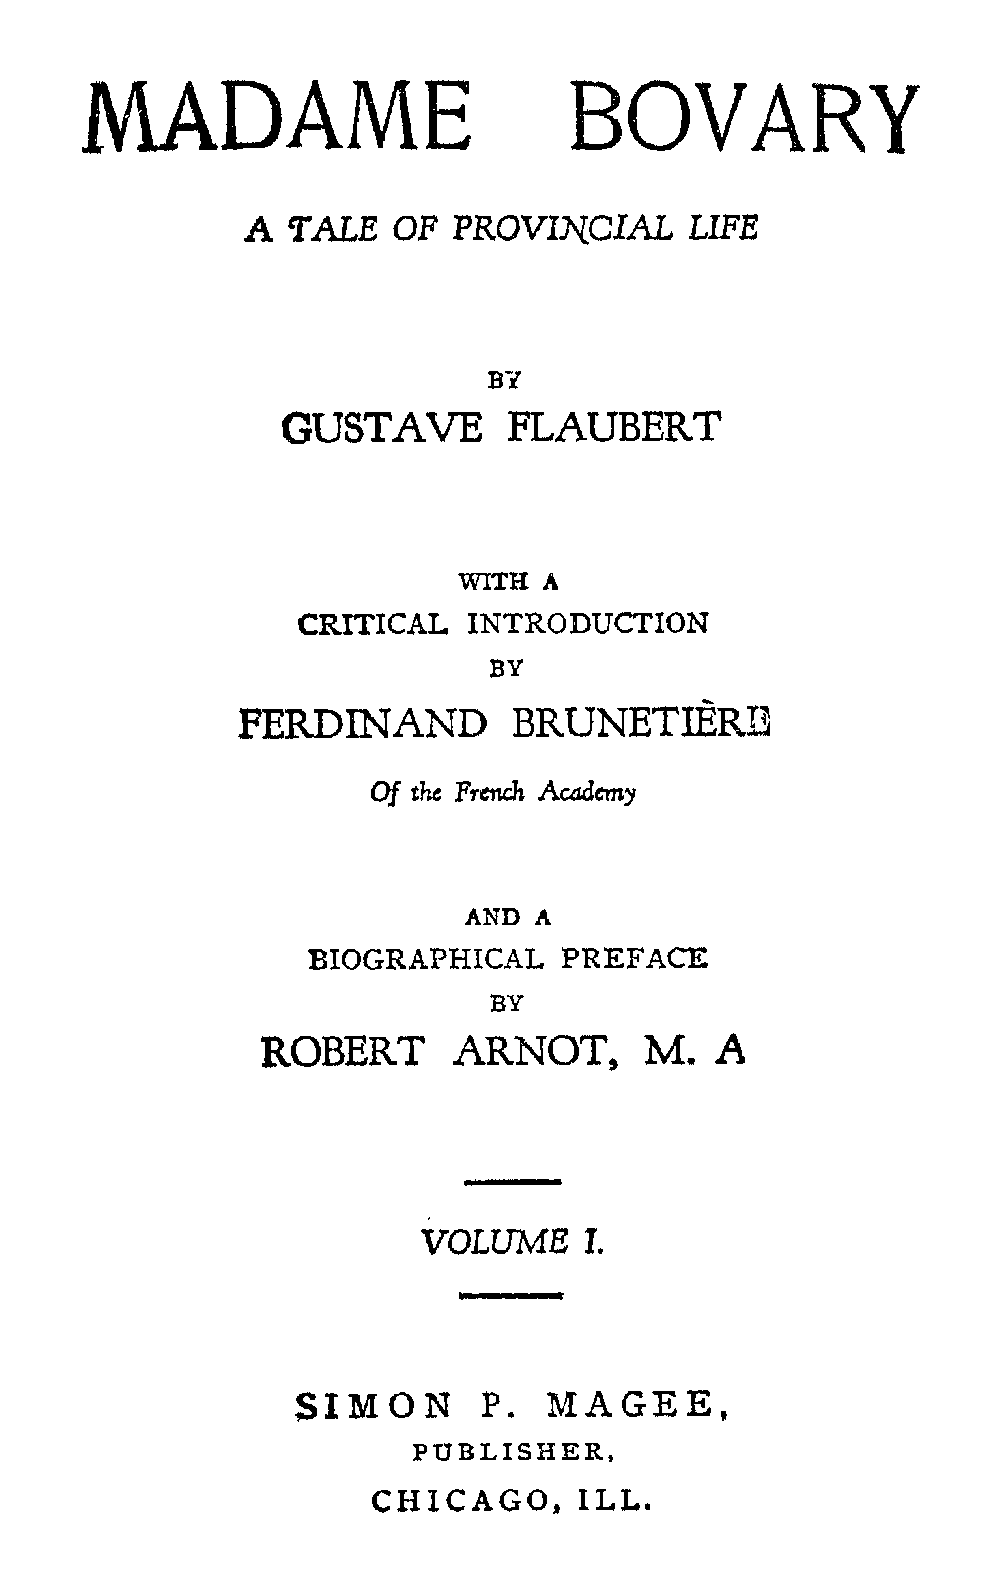 MADAME BOVARY
A TALE OF PROVINCIAL LIFE
BY
GUSTAVE FLAUBERT
WITH A
CRITICAL INTRODUCTION
BY
FERDINAND BRUNETIÈRE
Of the French Academy
AND A
BIOGRAPHICAL PREFACE
BY
ROBERT ARNOT, M. A
VOLUME I.
SIMON P. MAGEE,
PUBLISHER,
CHICAGO, ILL.